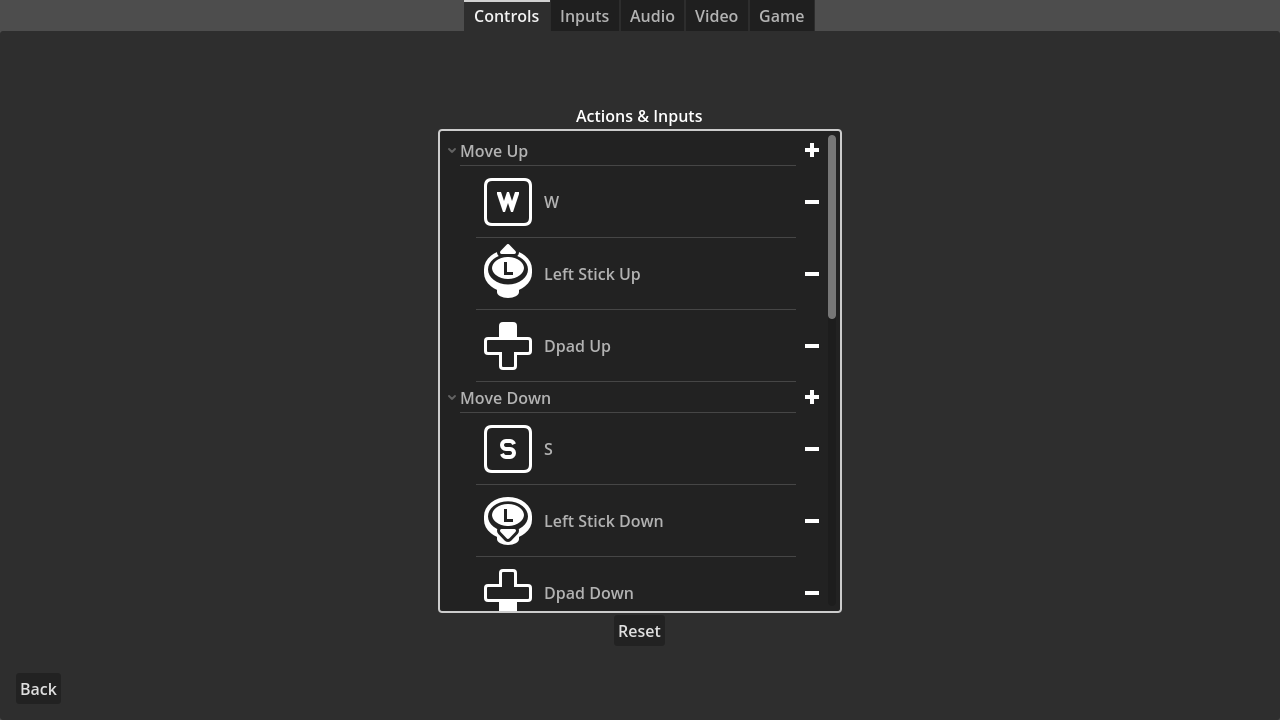 Controls Inputs Audio Video Game
Actions & Inputs
Move Up
W W
L Left Stick Up
Dpad Up
Move Down
S S
L Left Stick Down
Dpad Down
Reset
Back